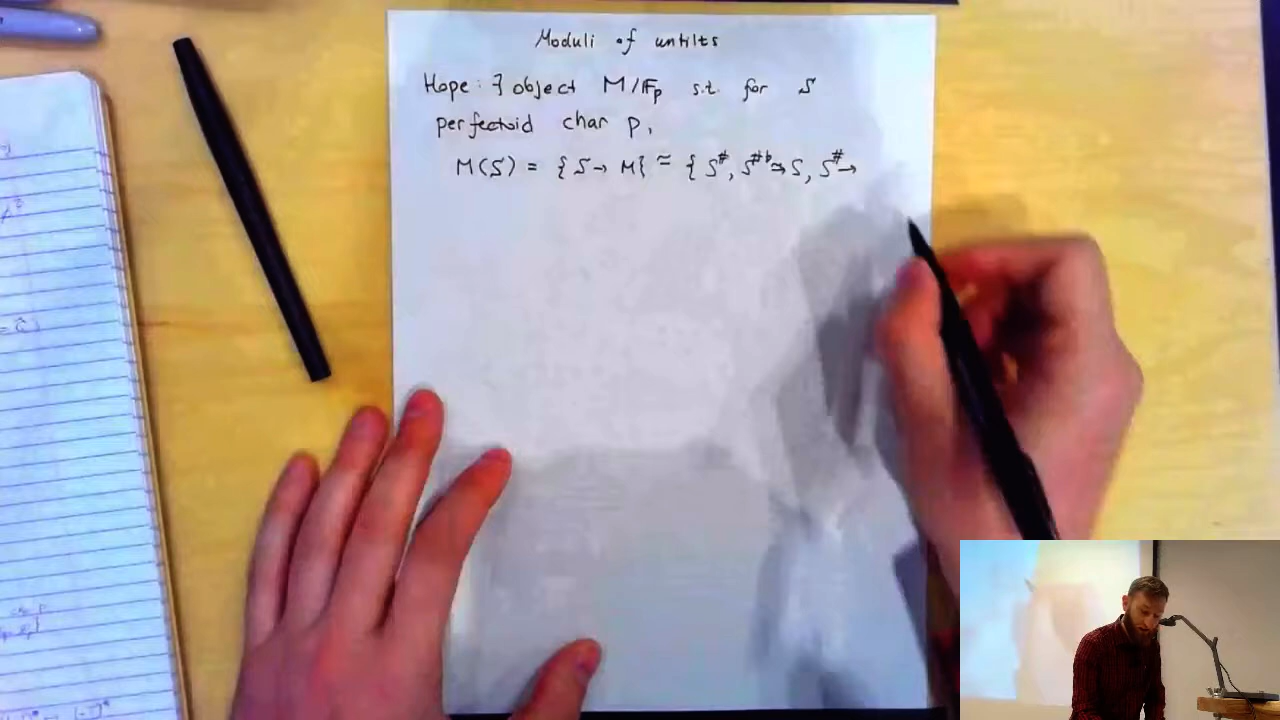 Moduli of untilts
Hope: ∃ object M/𝔽p s.t. for S
perfectoid char p,
M(S) = {S → M} ≃ {S^#, S^{#♭} ≃ S, S^# →